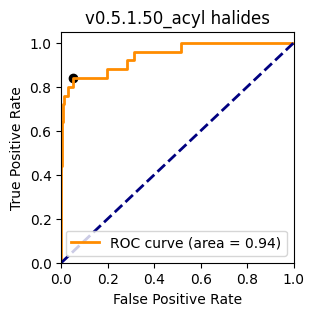 v0.5.1.50_acyl halides
1.0
0.8
0.6
0.4
0.2
0.0
True Positive Rate
ROC curve (area = 0.94)
0.0 0.2 0.4 0.6 0.8 1.0
False Positive Rate